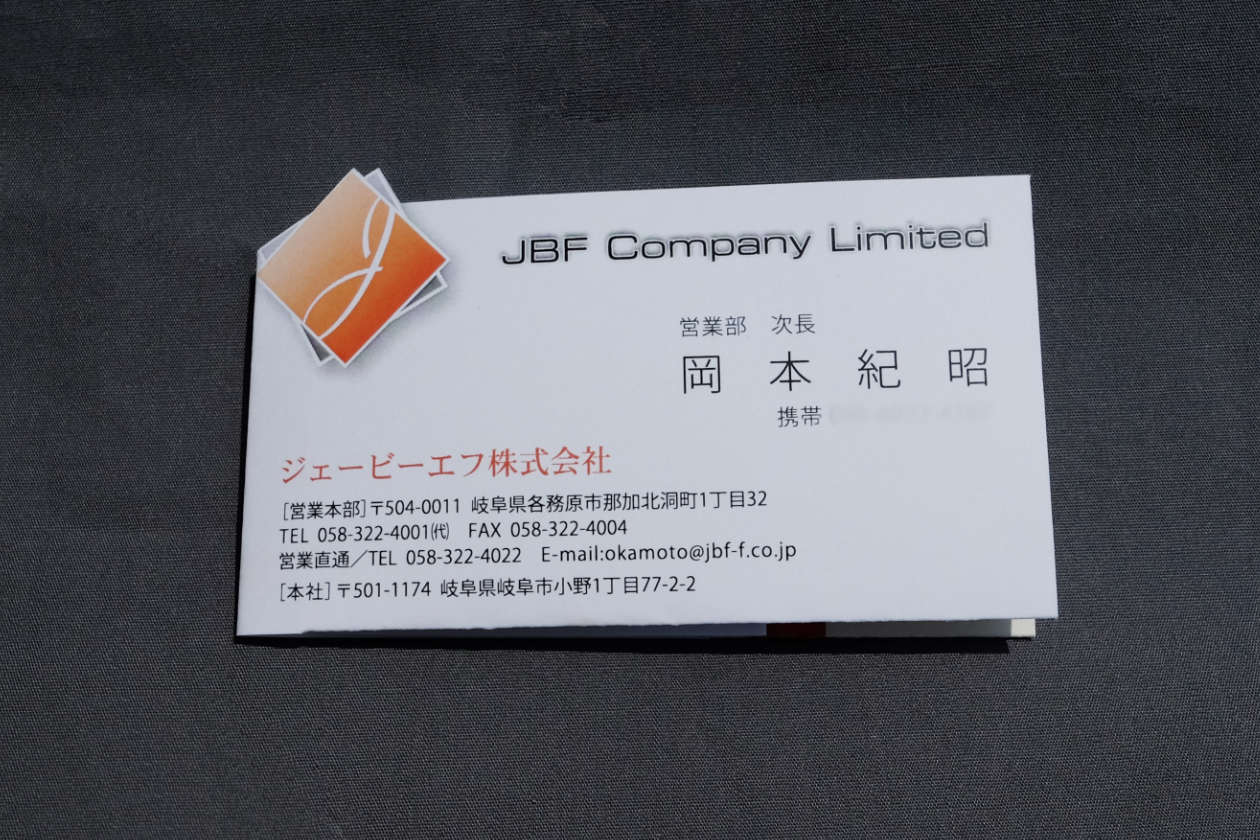 JBF Company Limited
営業部 次長
岡本紀昭
携帯
ジェービーエフ株式会社
[営業本部]〒504-0011 岐阜県各務原市那加北洞町1丁目32
TEL 058-322-4001㈹ FAX 058-322-4004
営業直通／TEL 058-322-4022 E-mail:okamoto@jbf-f.co.jp
[本社]〒501-1174 岐阜県岐阜市小野1丁目77-2-2